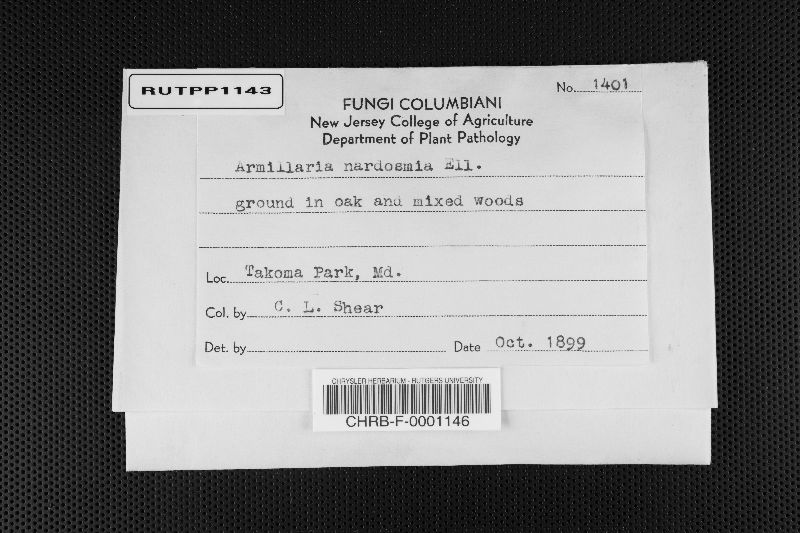 RUTPP1143
No. 1401
FUNGI COLUMBIANI
New Jersey College of Agriculture
Department of Plant Pathology
Armillaria nardosmia Ell.
ground in oak and mixed woods
Loc. Takoma Park, Md.
Col. by C. L. Shear
Det. by Date Oct. 1899
CHRYSLER HERBARIUM - RUTGERS UNIVERSITY
CHRB-F-0001146